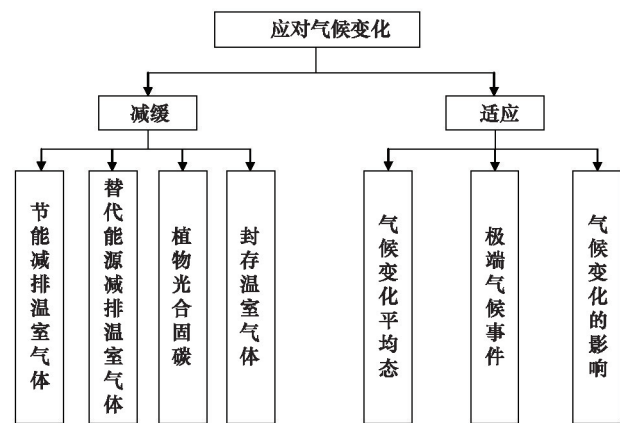 应对气候变化
减缓
适应
节能减排温室气体
替代能源减排温室气体
植物光合固碳
封存温室气体
气候变化平均态
极端气候事件
气候变化的影响